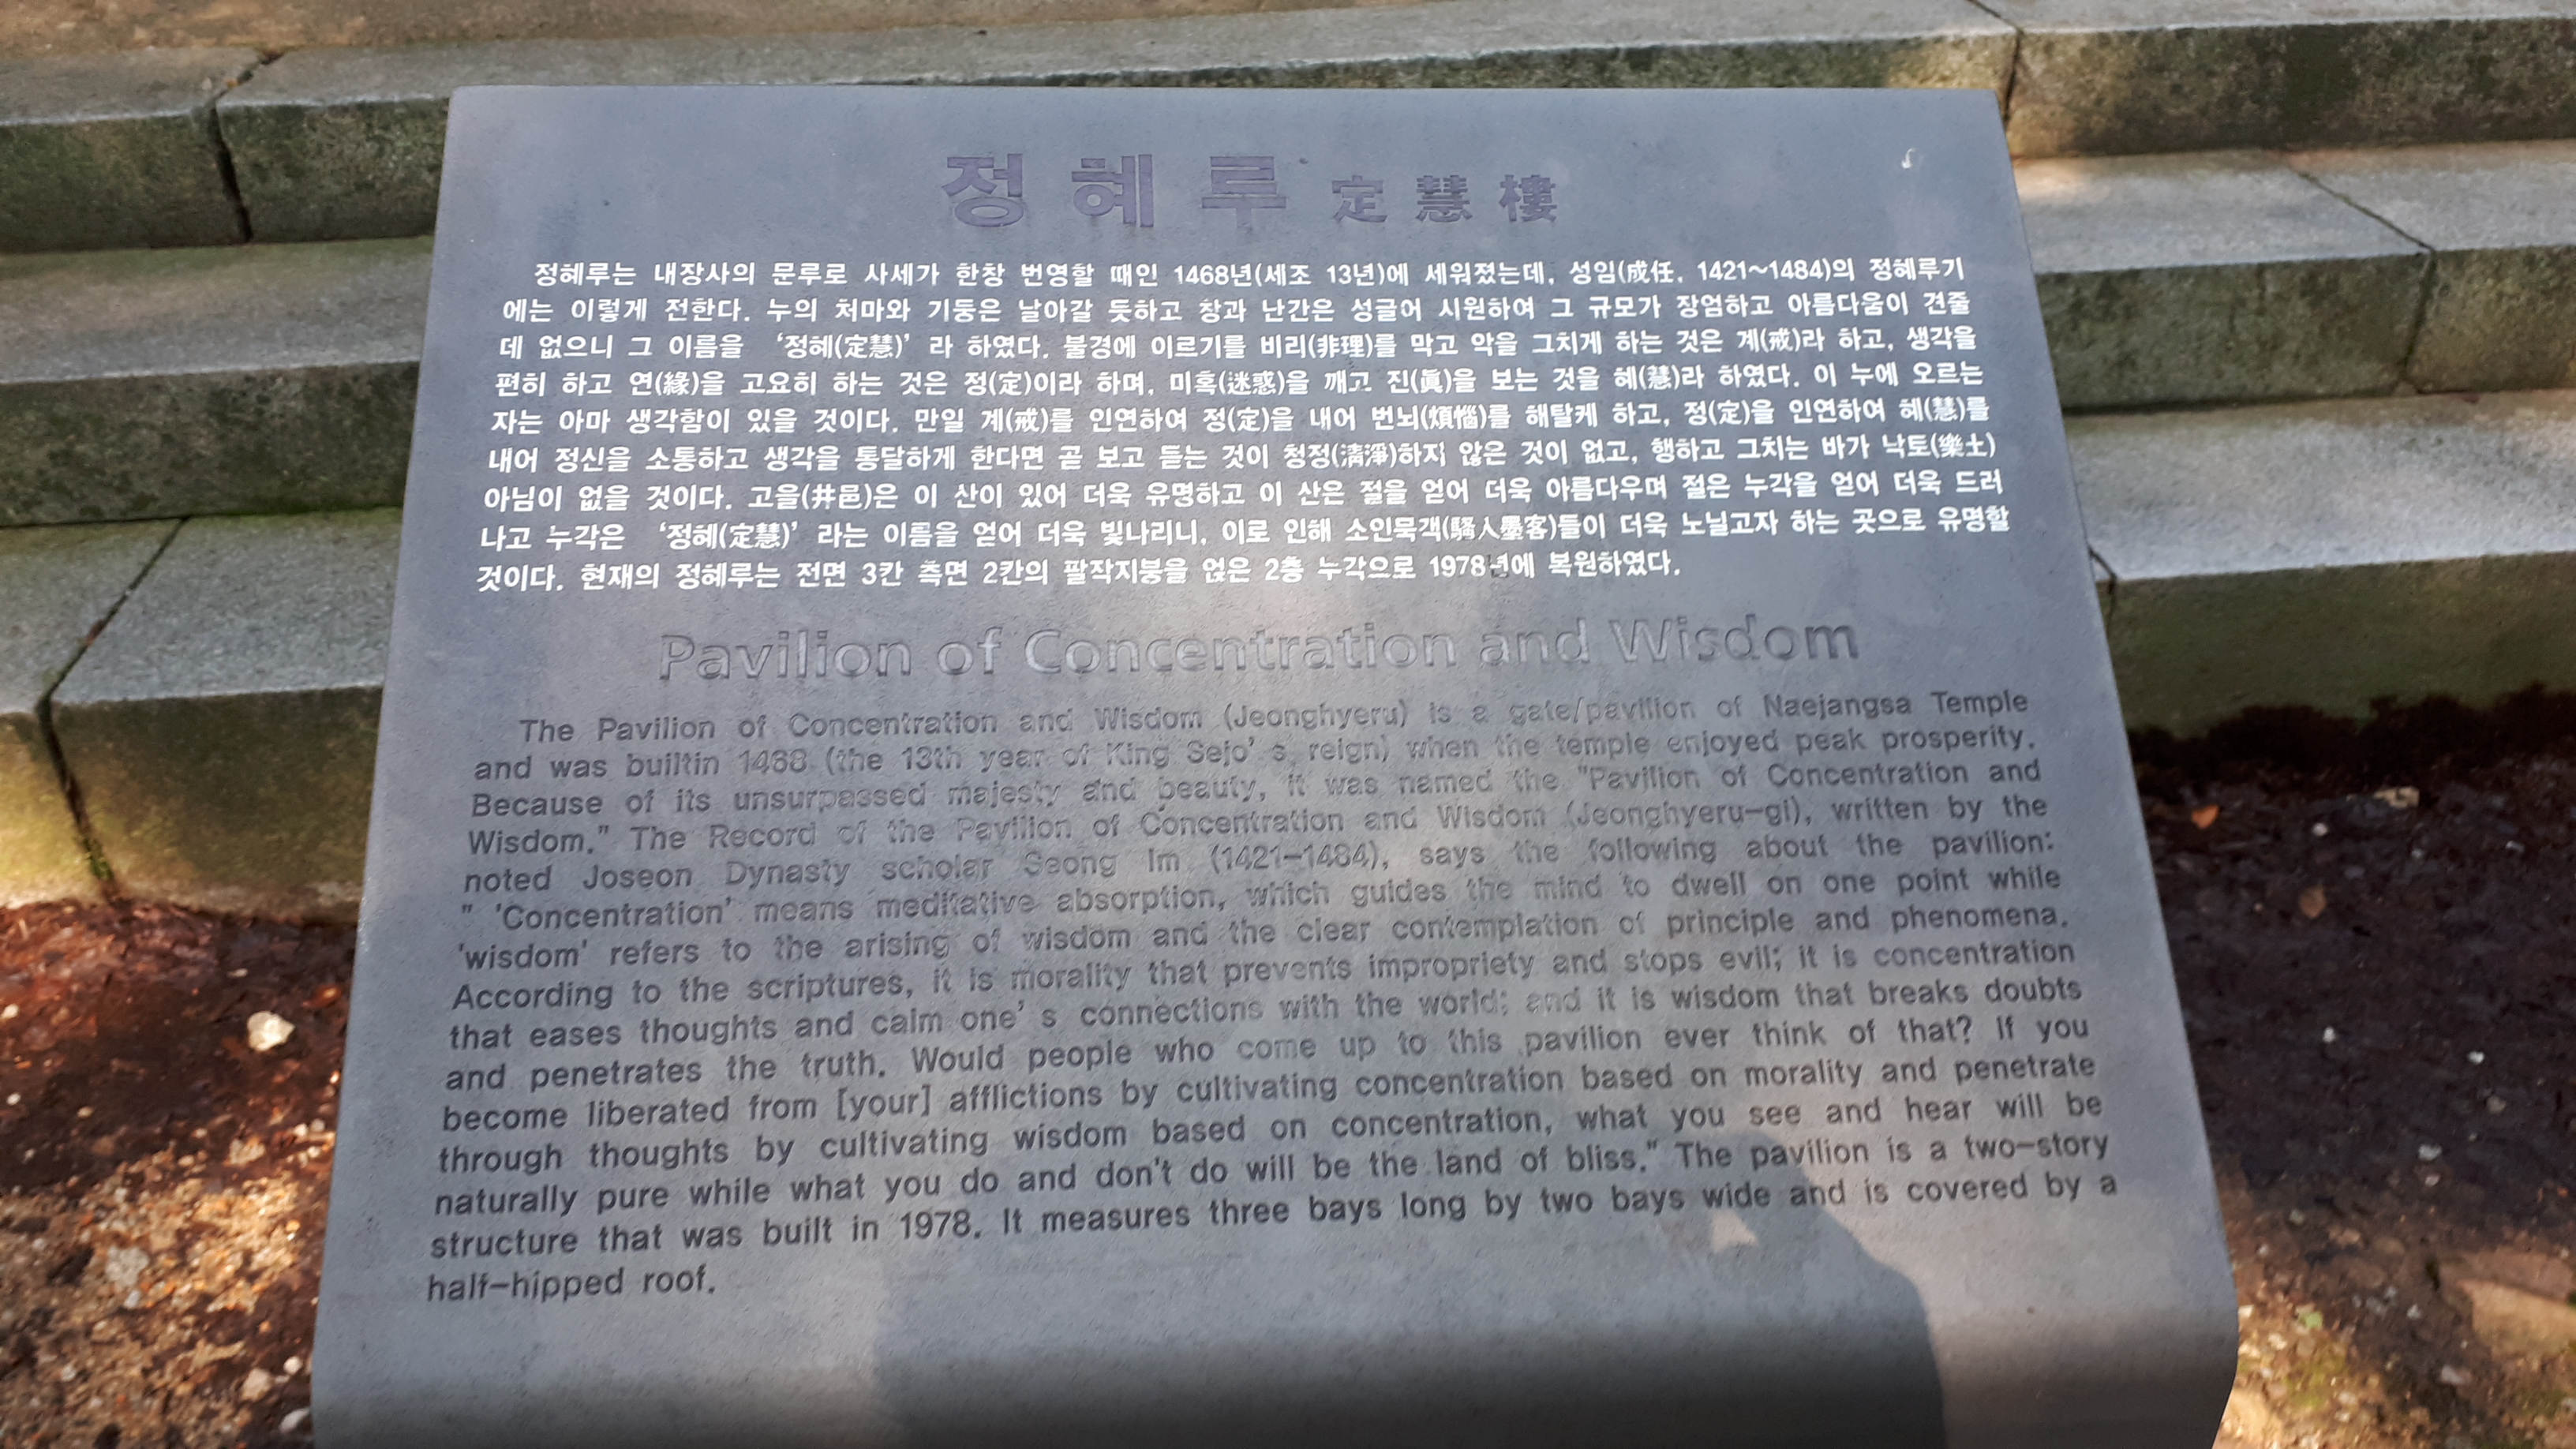 정혜루 定慧樓
정혜루는 내장사의 문루로 사세가 한창 번영할 때인 1468년(세조 13년)에 세워졌는데, 성임(成任, 1421~1484)의 정혜루기
에는 이렇게 전한다. 누의 처마와 기둥은 날아갈 듯하고 창과 난간은 성글어 시원하여 그 규모가 장엄하고 아름다움이 견줄
데 없으니 그 이름을 ‘정혜(定慧)’ 라 하였다. 불경에 이르기를 비리(非理)를 막고 악을 그치게 하는 것은 계(戒)라 하고, 생각을
편히 하고 연(緣)을 고요히 하는 것은 정(定)이라 하며, 미혹(迷惑)을 깨고 진(眞)을 보는 것을 혜(慧)라 하였다. 이 누에 오르는
자는 아마 생각함이 있을 것이다. 만일 계(戒)를 인연하여 정(定)을 내어 번뇌(煩惱)를 해탈케 하고, 정(定)을 인연하여 혜(慧)를
내어 정신을 소통하고 생각을 통달하게 한다면 곧 보고 듣는 것이 청정(淸淨)하지 않은 것이 없고, 행하고 그치는 바가 낙토(樂土)
아님이 없을 것이다. 고을(井邑)은 이 산이 있어 더욱 유명하고 이 산은 절을 얻어 더욱 아름다우며 절은 누각을 얻어 더욱 드러
나고 누각은 ‘정혜(定慧)’ 라는 이름을 얻어 더욱 빛나리니, 이로 인해 소인묵객(騷人墨客)들이 더욱 노닐고자 하는 곳으로 유명할
것이다. 현재의 정혜루는 전면 3칸 측면 2칸의 팔작지붕을 얹은 2층 누각으로 1978년에 복원하였다.
Pavilion of Concentration and Wisdom
The Pavilion of Concentration and Wisdom (Jeonghyeru) is a gate/pavilion of Naejangsa Temple
and was builtin 1468 (the 13th year of King Sejo’ s reign) when the temple enjoyed peak prosperity.
Because of its unsurpassed majesty and beauty, it was named the "Pavilion of Concentration and
Wisdom." The Record of the Pavilion of Concentration and Wisdom (Jeonghyeru-gi), written by the
noted Joseon Dynasty scholar Seong Im (1421-1484), says the following about the pavilion:
" 'Concentration' means meditative absorption, which guides the mind to dwell on one point while
'wisdom' refers to the arising of wisdom and the clear contemplation of principle and phenomena.
According to the scriptures, it is morality that prevents impropriety and stops evil; it is concentration
that eases thoughts and calm one’ s connections with the world; and it is wisdom that breaks doubts
and penetrates the truth. Would people who come up to this pavilion ever think of that? If you
become liberated from [your] afflictions by cultivating concentration based on morality and penetrate
through thoughts by cultivating wisdom based on concentration, what you see and hear will be
naturally pure while what you do and don't do will be the land of bliss." The pavilion is a two-story
structure that was built in 1978. It measures three bays long by two bays wide and is covered by a
half-hipped roof.